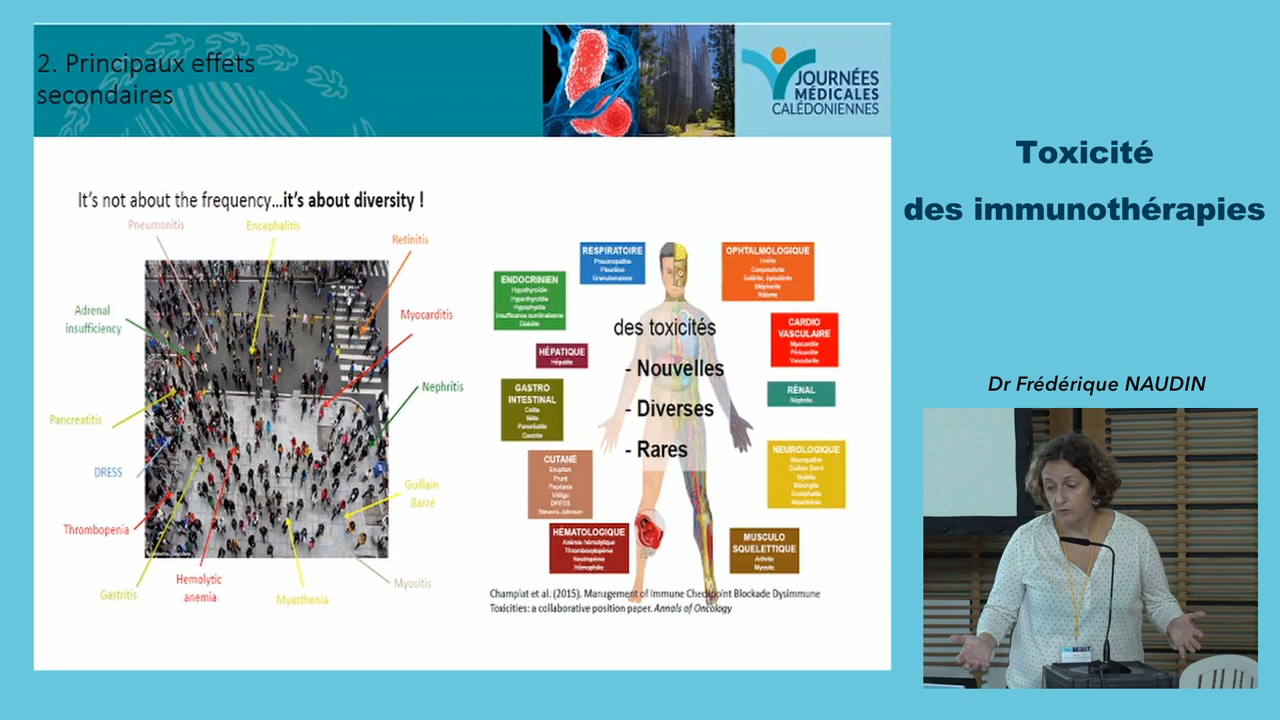 2. Principaux effets
secondaires
JOURNÉES
MÉDICALES
CALÉDONIENNES
Toxicité
des immunothérapies
Dr Frédérique NAUDIN
It's not about the frequency...it's about diversity !
Pneumonitis
Encephalitis
Retinitis
Adrenal
insufficiency
Myocarditis
Nephritis
Pancreatitis
DRESS
Guillain
Barré
Thrombopenia
Gastritis
Hemolytic
anemia
Myasthenia
Myositis
RESPIRATOIRE
Pneumopathie
Pleurésie
Granulomatose
OPHTALMOLOGIQUE
Uvéite
Conjonctivite
Sclérite, épisclérite
Blépharite
Rétinite
ENDOCRINIEN
Hypothyroïdie
Hyperthyroïdie
Hypophysite
Insuffisance surrénalienne
Diabète
CARDIO
VASCULAIRE
Myocardite
Péricardite
Vascularite
HÉPATIQUE
Hépatite
des toxicités
- Nouvelles
- Diverses
- Rares
GASTRO
INTESTINAL
Colite
Iléite
Pancréatite
Gastrite
RÉNAL
Néphrite
CUTANE
Eruption
Prurit
Psoriasis
Vitiligo
DRESS
Stevens Johnson
NEUROLOGIQUE
Neuropathie
Guillain Barré
Myélite
Méningite
Encéphalite
Myasthénie
HÉMATOLOGIQUE
Anémie hémolytique
Thrombocytopénie
Neutropénie
Hémophilie
MUSCULO
SQUELETTIQUE
Arthrite
Myosite
Champiat et al. (2015). Management of Immune Checkpoint Blockade Dysimmune
Toxicities: a collaborative position paper. Annals of Oncology